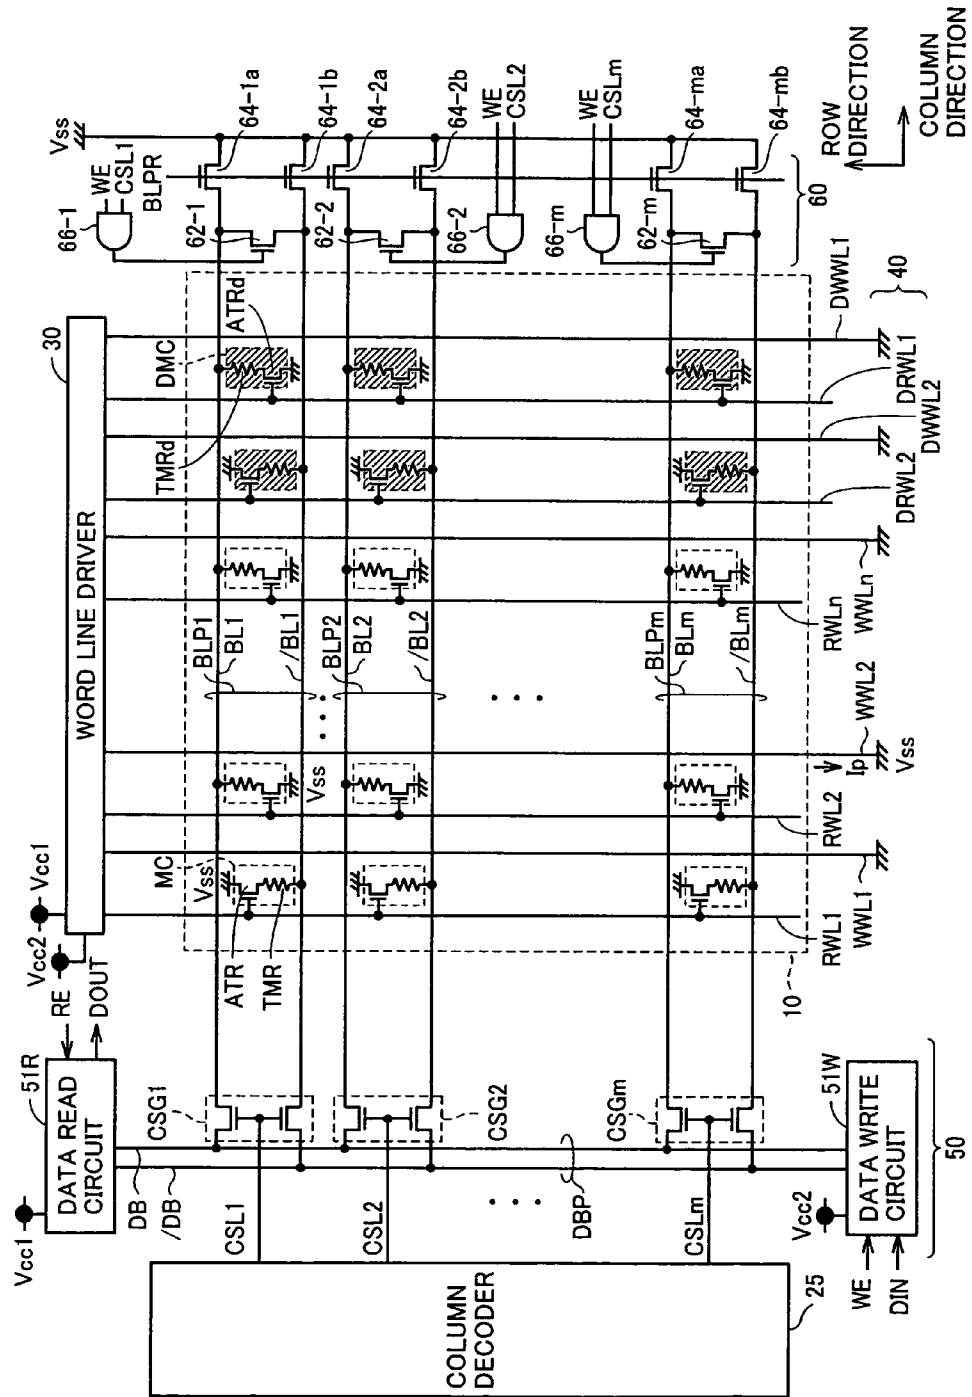 Vcc1
51R
DATA READ
CIRCUIT
RE
DOUT
Vcc2
Vcc1
30
WORD LINE DRIVER
DB
/DB
CSG1
CSL1
CSL2
CSG2
CSGm
CSLm
DBP
25
COLUMN
DECODER
Vcc2
51W
DATA WRITE
CIRCUIT
WE
DIN
50
10
MC
Vss
ATR
TMR
Vss
BLP1
BL1
/BL1
BLP2
BL2
/BL2
BLPm
BLm
/BLm
TMRd
DMC
ATRd
RWL1
WWL1
RWL2
Ip
WWL2
Vss
RWLn
WWLn
DRWL2
DWWL2
DRWL1
DWWL1
40
66-1
WE
CSL1
BLPR
Vss
62-1
64-1a
64-1b
62-2
64-2a
64-2b
66-2
WE
CSL2
66-m
WE
CSLm
62-m
64-ma
64-mb
60
ROW
DIRECTION
COLUMN
DIRECTION